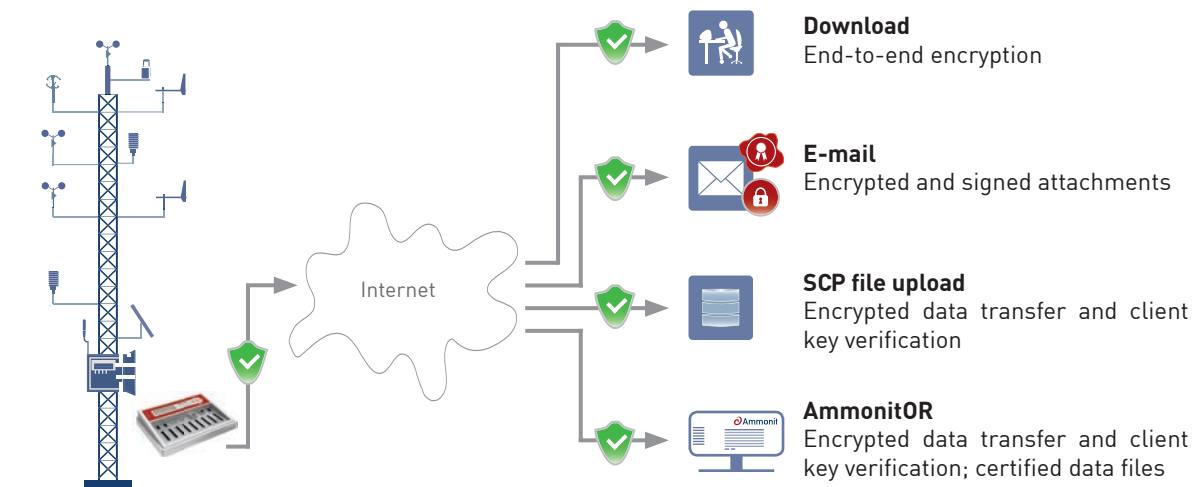 Download
End-to-end encryption
E-mail
Encrypted and signed attachments
Internet
SCP file upload
Encrypted data transfer and client
key verification
AmmonitOR
Encrypted data transfer and client
key verification; certified data files
Ammonit